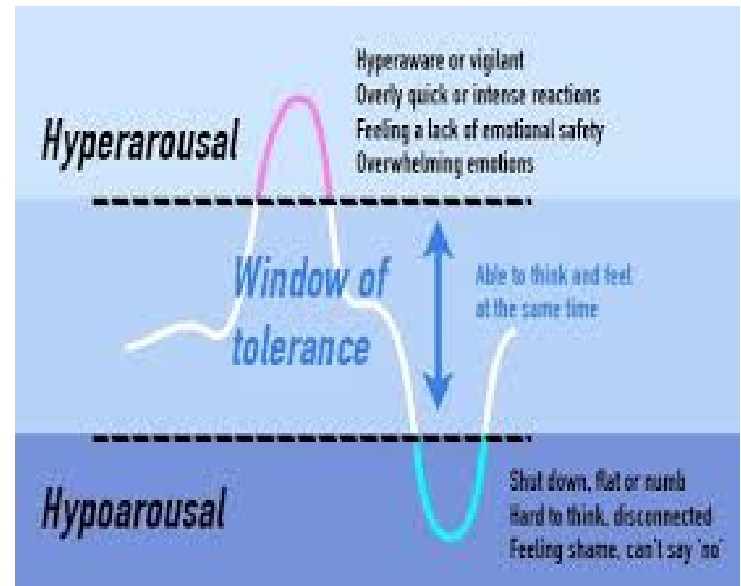 Hyperaware or vigilant
Overly quick or intense reactions
Feeling a lack of emotional safety
Overwhelming emotions
Hyperarousal
Window of
tolerance
Able to think and feel
at the same time
Hypoarousal
Shut down, flat or numb
Hard to think, disconnected
Feeling shame, can't say 'no'